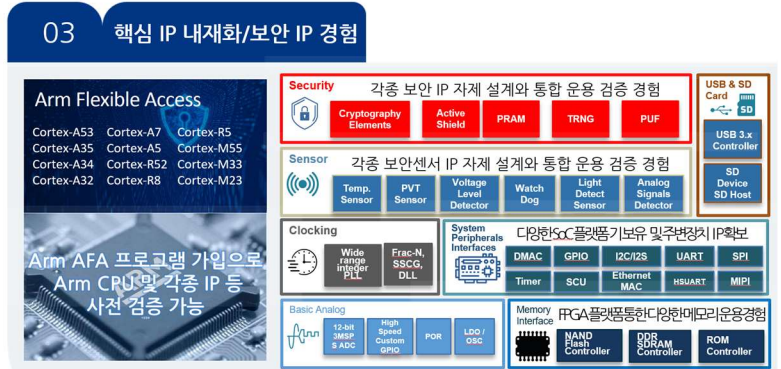 03 핵심 IP 내재화/보안 IP 경험
Arm Flexible Access
Cortex-A53 Cortex-A7 Cortex-R5
Cortex-A35 Cortex-A5 Cortex-M55
Cortex-A34 Cortex-R52 Cortex-M33
Cortex-A32 Cortex-R8 Cortex-M23
Arm AFA 프로그램 가입으로
Arm CPU 및 각종 IP 등
사전 검증 가능
Security 각종 보안 IP 자제 설계와 통합 운용 검증 경험
Cryptography
Elements
Active
Shield
PRAM
TRNG
PUF
Sensor 각종 보안센서 IP 자제 설계와 통합 운용 검증 경험
Temp.
Sensor
PVT
Sensor
Voltage
Level
Detector
Watch
Dog
Light
Detect
Sensor
Analog
Signals
Detector
USB & SD
Card
SD
USB 3.x
Controller
SD
Device
SD Host
Clocking
Wide
range
integer
PLL
Frac-N,
SSCG,
DLL
System
Peripherals
Interfaces
다양한SoC플랫폼기보유 및주변장치 IP확보
DMAC GPIO I2C/I2S UART SPI
Timer SCU Ethernet
MAC HSUART MIPI
Basic Analog
12-bit
3MSP
S ADC
High
Speed
Custom
GPIO
POR
LDO /
OSC
Memory
Interface
FPGA플랫폼통한다양한메모리운용경험
NAND
Flash
Controller
DDR
SDRAM
Controller
ROM
Controller